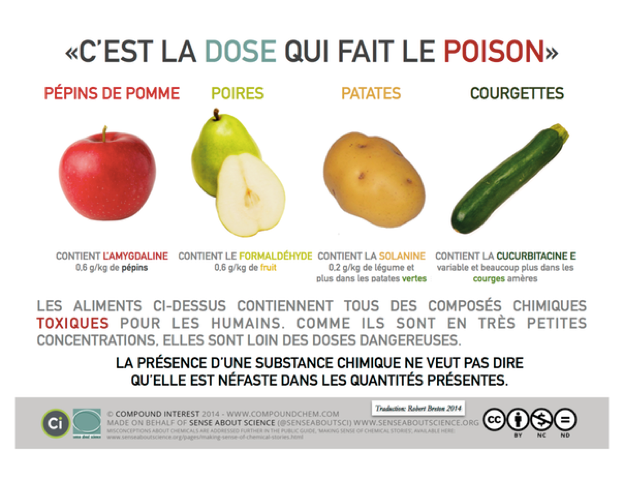 «C'EST LA DOSE QUI FAIT LE POISON»
PÉPINS DE POMME
POIRES
PATATES
COURGETTES
CONTIENT L'AMYGDALINE
0.6 g/kg de pépins
CONTIENT LE FORMALDÉHYDE
0.6 g/kg de fruit
CONTIENT LA SOLANINE
0.2 g/kg de légume et
plus dans les patates vertes
CONTIENT LA CUCURBITACINE E
variable et beaucoup plus dans les
courges amères
LES ALIMENTS CI-DESSUS CONTIENNENT TOUS DES COMPOSÉS CHIMIQUES
TOXIQUES POUR LES HUMAINS. COMME ILS SONT EN TRÈS PETITES
CONCENTRATIONS, ELLES SONT LOIN DES DOSES DANGEREUSES.
LA PRÉSENCE D'UNE SUBSTANCE CHIMIQUE NE VEUT PAS DIRE
QU'ELLE EST NÉFASTE DANS LES QUANTITÉS PRÉSENTES.
Traduction: Robert Breton 2014
Ci
© COMPOUND INTEREST 2014 - WWW.COMPOUNDCHEM.COM
MADE ON BEHALF OF SENSE ABOUT SCIENCE (@SENSEABOUTSCI) WWW.SENSEABOUTSCIENCE.ORG
MISCONCEPTIONS ABOUT CHEMICALS ARE ADDRESSED FURTHER IN THE PUBLIC GUIDE, 'MAKING SENSE OF CHEMICAL STORIES', AVAILABLE HERE:
www.senseaboutscience.org/pages/making-sense-of-chemical-stories.html
cc
BY NC ND